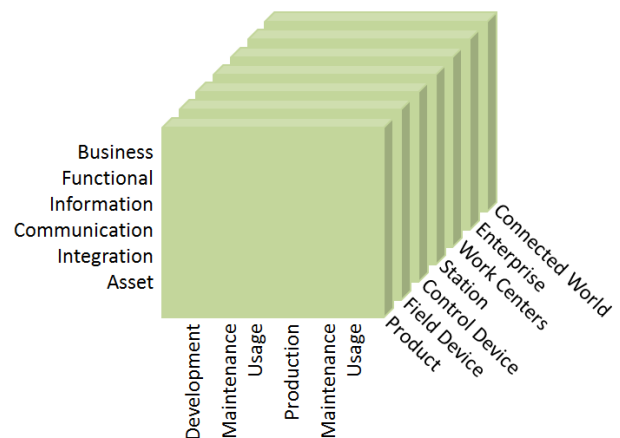 Business
Functional
Information
Communication
Integration
Asset
Development
Maintenance
Usage
Production
Maintenance
Usage
Product
Field Device
Control Device
Station
Work Centers
Enterprise
Connected World